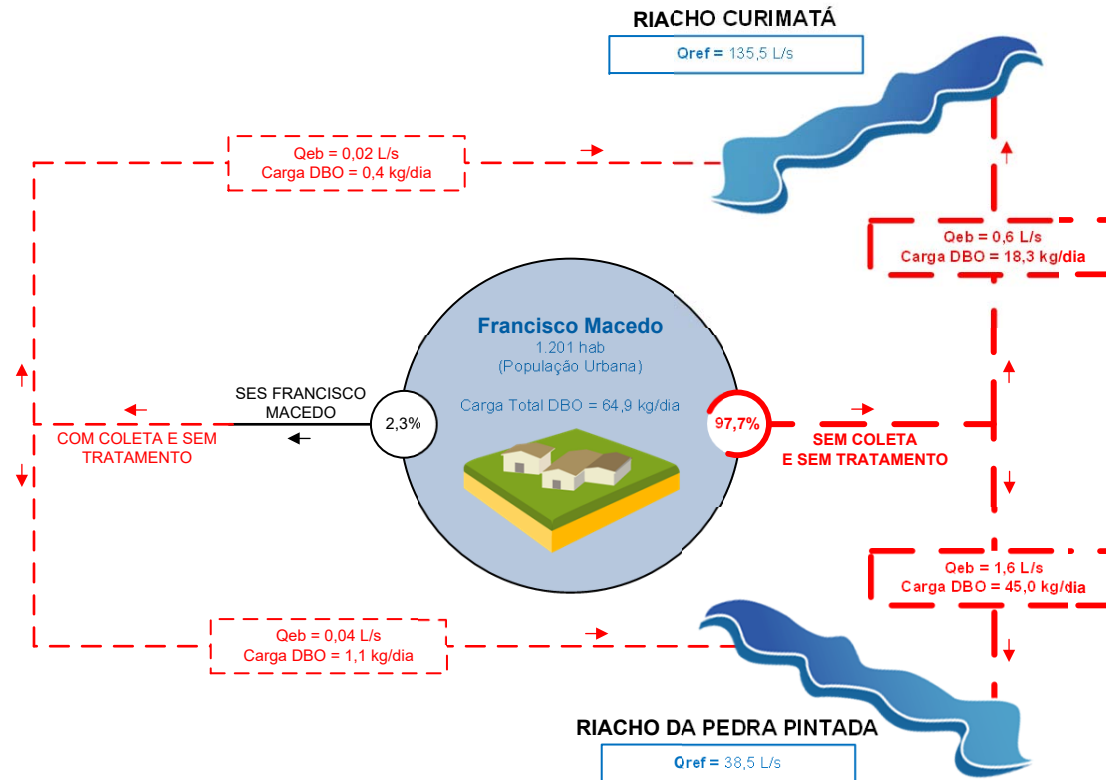 RIACHO CURIMATÁ
Qref = 135,5 L/s
Qeb = 0,02 L/s
Carga DBO = 0,4 kg/dia
Qeb = 0,6 L/s
Carga DBO = 18,3 kg/dia
Francisco Macedo
1.201 hab
(População Urbana)
Carga Total DBO = 64,9 kg/dia
SES FRANCISCO
MACEDO
2,3%
97,7%
COM COLETA E SEM
TRATAMENTO
SEM COLETA
E SEM TRATAMENTO
Qeb = 1,6 L/s
Carga DBO = 45,0 kg/dia
Qeb = 0,04 L/s
Carga DBO = 1,1 kg/dia
RIACHO DA PEDRA PINTADA
Qref = 38,5 L/s